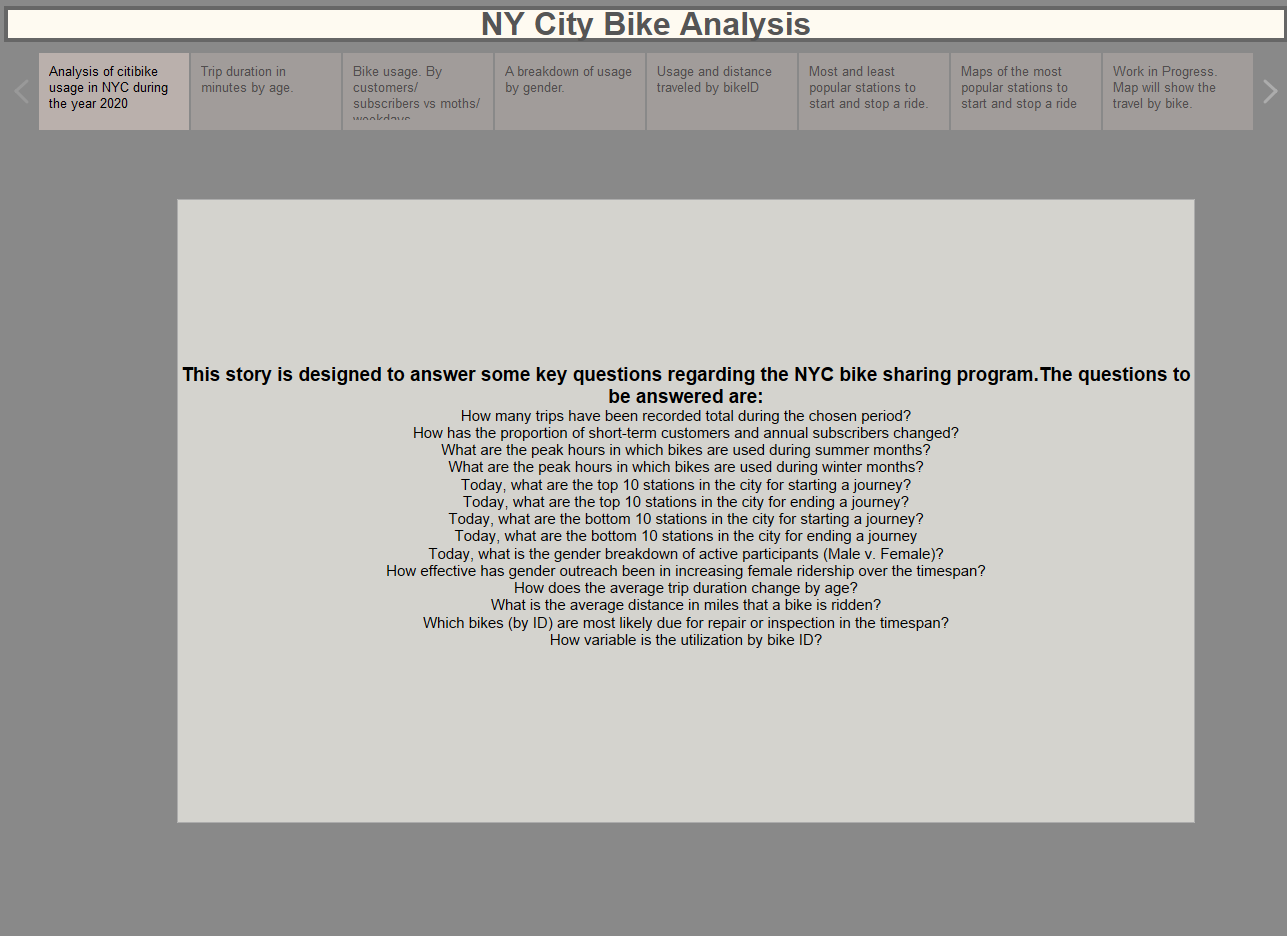 NY City Bike Analysis
Analysis of citibike
usage in NYC during
the year 2020
Trip duration in
minutes by age.
Bike usage. By
customers/
subscribers vs moths/
weekdays
A breakdown of usage
by gender.
Usage and distance
traveled by bikeID
Most and least
popular stations to
start and stop a ride.
Maps of the most
popular stations to
start and stop a ride
Work in Progress.
Map will show the
travel by bike.
This story is designed to answer some key questions regarding the NYC bike sharing program.The questions to
be answered are:
How many trips have been recorded total during the chosen period?
How has the proportion of short-term customers and annual subscribers changed?
What are the peak hours in which bikes are used during summer months?
What are the peak hours in which bikes are used during winter months?
Today, what are the top 10 stations in the city for starting a journey?
Today, what are the top 10 stations in the city for ending a journey?
Today, what are the bottom 10 stations in the city for starting a journey?
Today, what are the bottom 10 stations in the city for ending a journey
Today, what is the gender breakdown of active participants (Male v. Female)?
How effective has gender outreach been in increasing female ridership over the timespan?
How does the average trip duration change by age?
What is the average distance in miles that a bike is ridden?
Which bikes (by ID) are most likely due for repair or inspection in the timespan?
How variable is the utilization by bike ID?